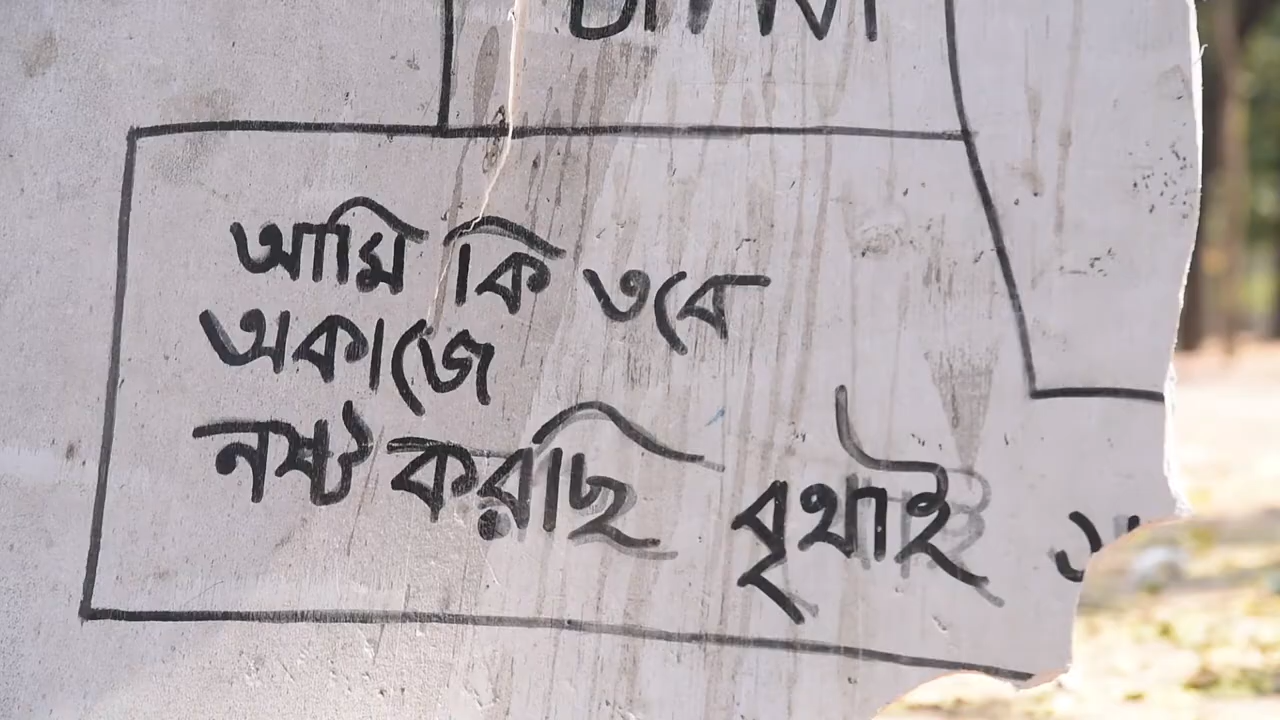 আমি কি তবে
অকাজে
নষ্ট করছি বৃথাই